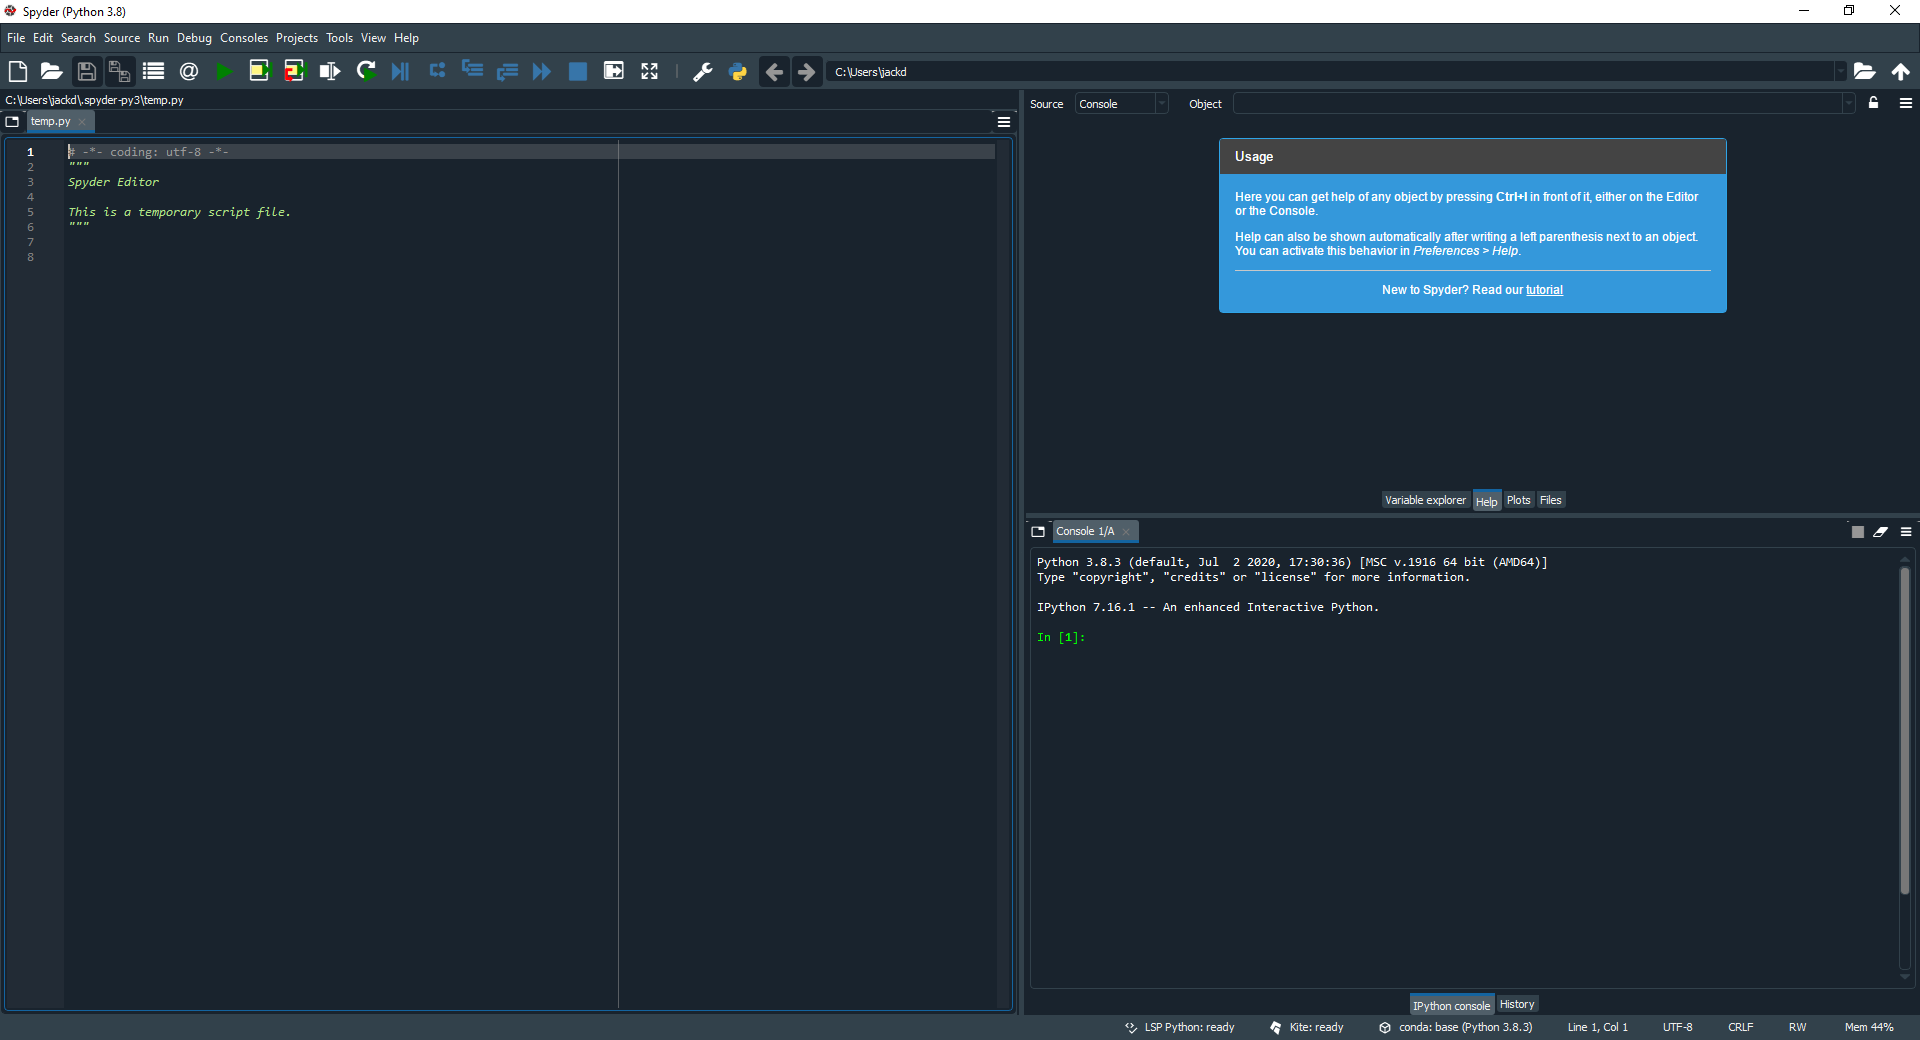 Spyder (Python 3.8)
File Edit Search Source Run Debug Consoles Projects Tools View Help
C:\Users\jackd
C:\Users\jackd\.spyder-py3\temp.py
temp.py
1 # -*- coding: utf-8 -*-
2 """
3 Spyder Editor
4
5 This is a temporary script file.
6 """
7
8
Source Console Object
Usage
Here you can get help of any object by pressing Ctrl+I in front of it, either on the Editor
or the Console.
Help can also be shown automatically after writing a left parenthesis next to an object.
You can activate this behavior in Preferences > Help.
New to Spyder? Read our tutorial
Variable explorer Help Plots Files
Console 1/A
Python 3.8.3 (default, Jul  2 2020, 17:30:36) [MSC v.1916 64 bit (AMD64)]
Type "copyright", "credits" or "license" for more information.
IPython 7.16.1 -- An enhanced Interactive Python.
In [1]:
IPython console History
LSP Python: ready Kite: ready conda: base (Python 3.8.3) Line 1, Col 1 UTF-8 CRLF RW Mem 44%